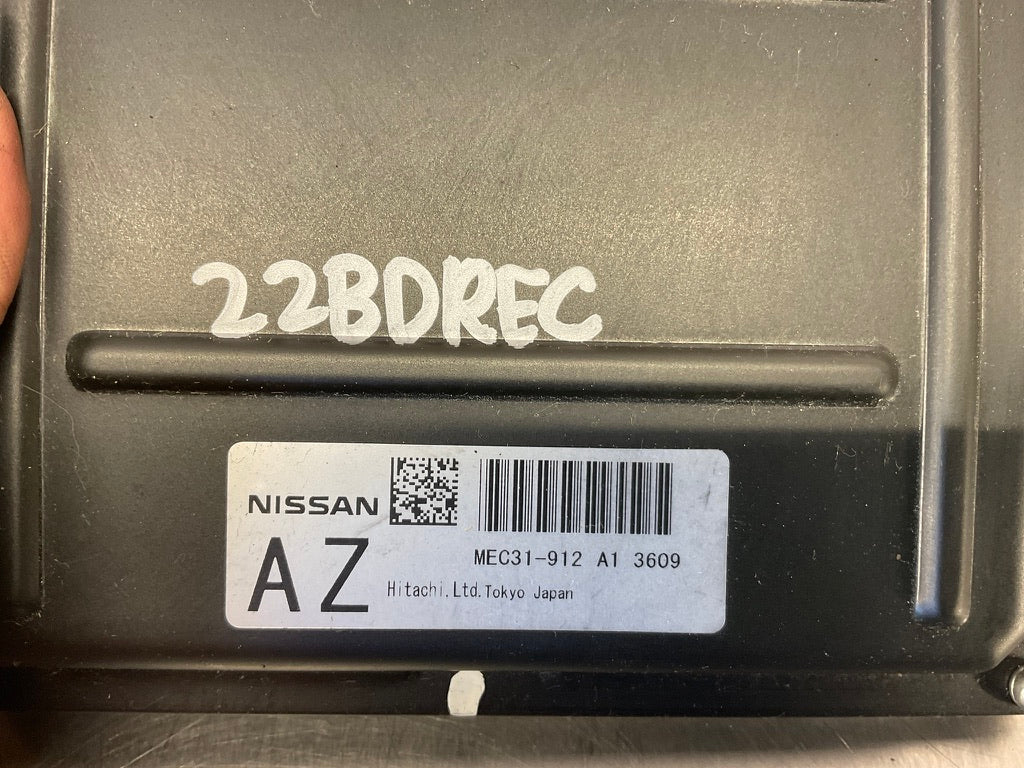 22BDREC
NISSAN
MEC31-912 A1 3609
AZ
Hitachi,Ltd.Tokyo Japan